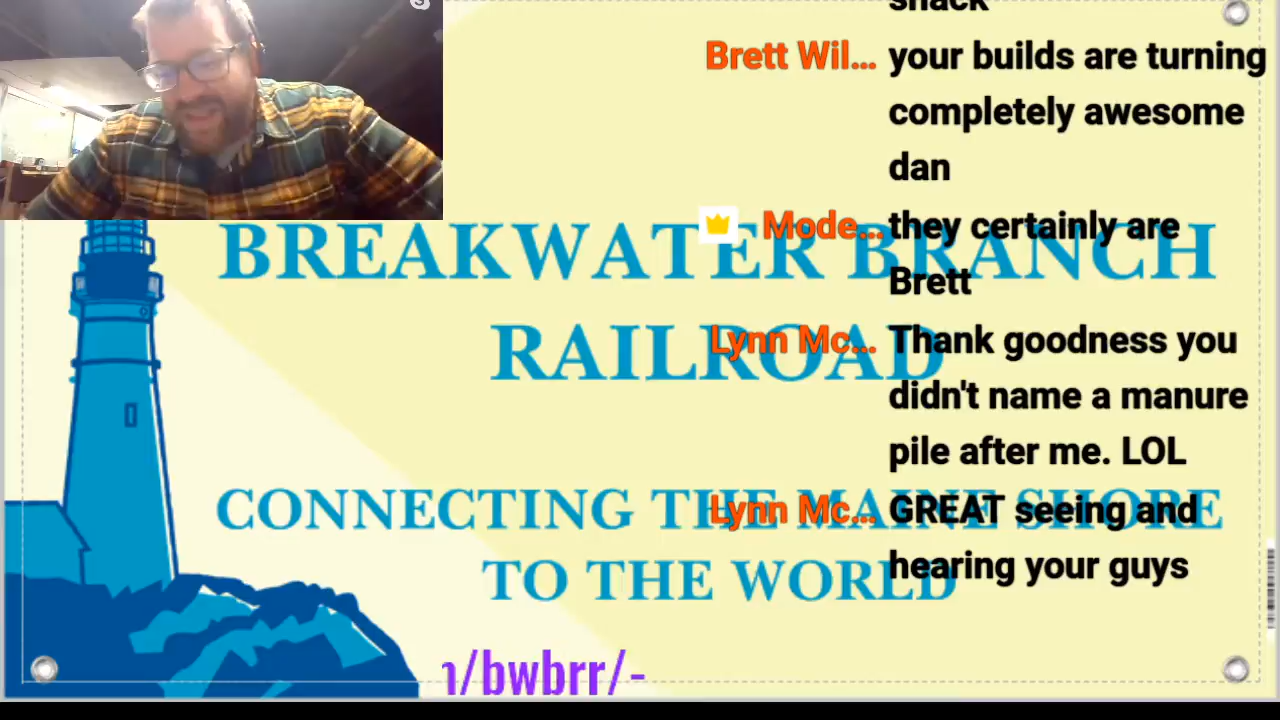 shack
Brett Wil... your builds are turning
completely awesome
dan
Mode... they certainly are
Brett
Lynn Mc... Thank goodness you
didn't name a manure
pile after me. LOL
Lynn Mc... GREAT seeing and
hearing your guys
BREAKWATER BRANCH
RAILROAD
CONNECTING THE MAINE SHORE
TO THE WORLD
/bwbrr/-